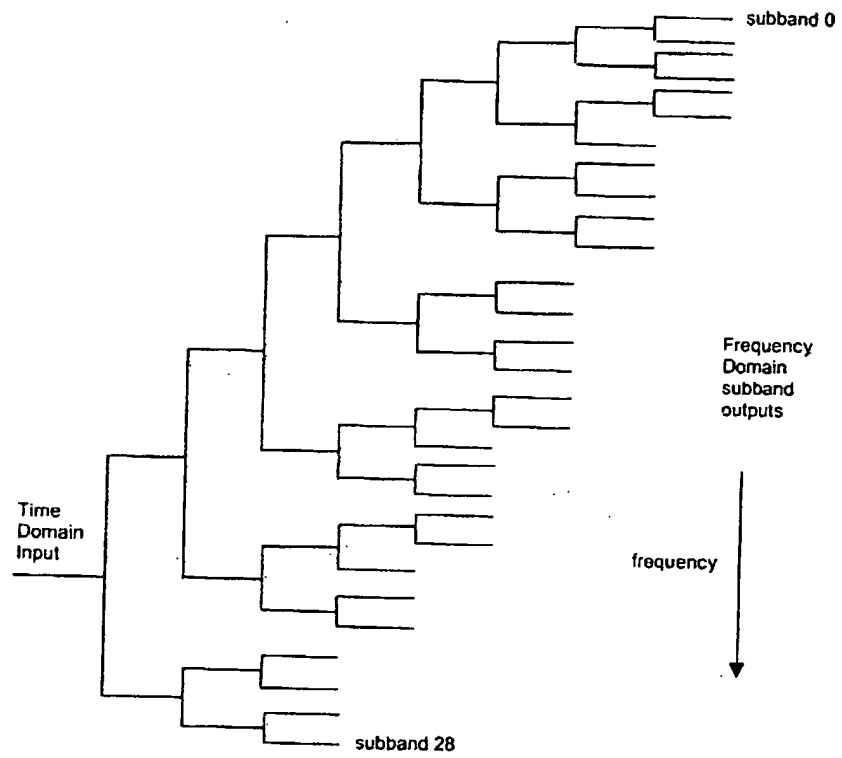 subband 0
Frequency
Domain
subband
outputs
Time
Domain
Input
frequency
subband 28